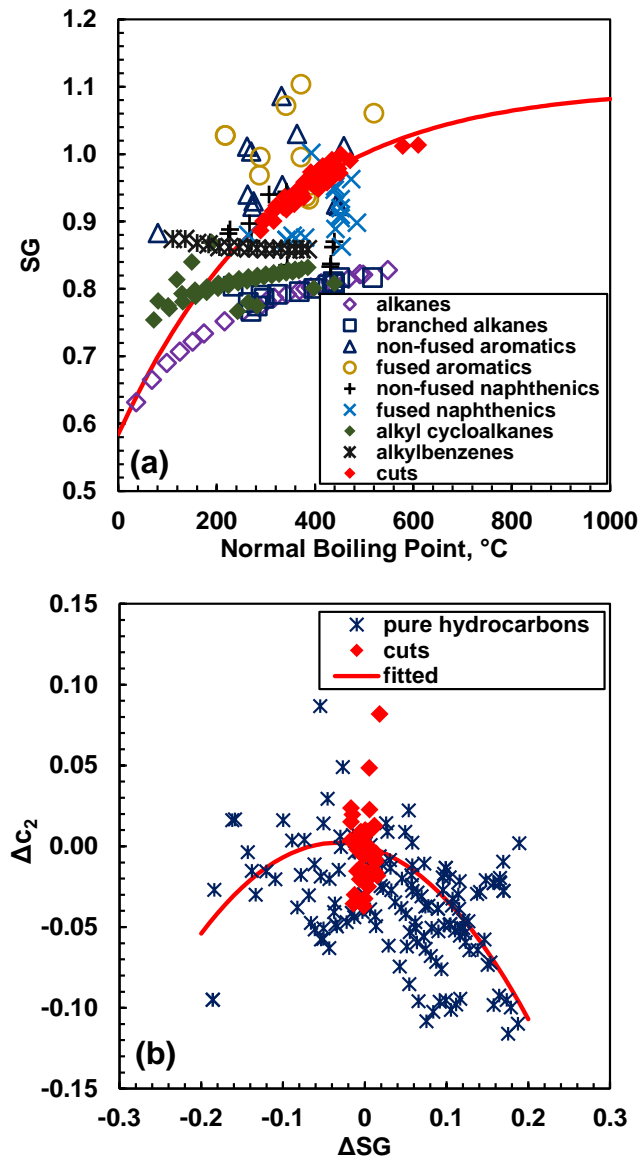 1.2
1.1
1.0
0.9
0.8
0.7
0.6
0.5
SG
alkanes
branched alkanes
non-fused aromatics
fused aromatics
non-fused naphthenics
fused naphthenics
alkyl cycloalkanes
alkylbenzenes
cuts
(a)
0 200 400 600 800 1000
Normal Boiling Point, °C
0.15
0.10
0.05
0.00
-0.05
-0.10
-0.15
Δc₂
pure hydrocarbons
cuts
fitted
(b)
-0.3 -0.2 -0.1 0 0.1 0.2 0.3
ΔSG